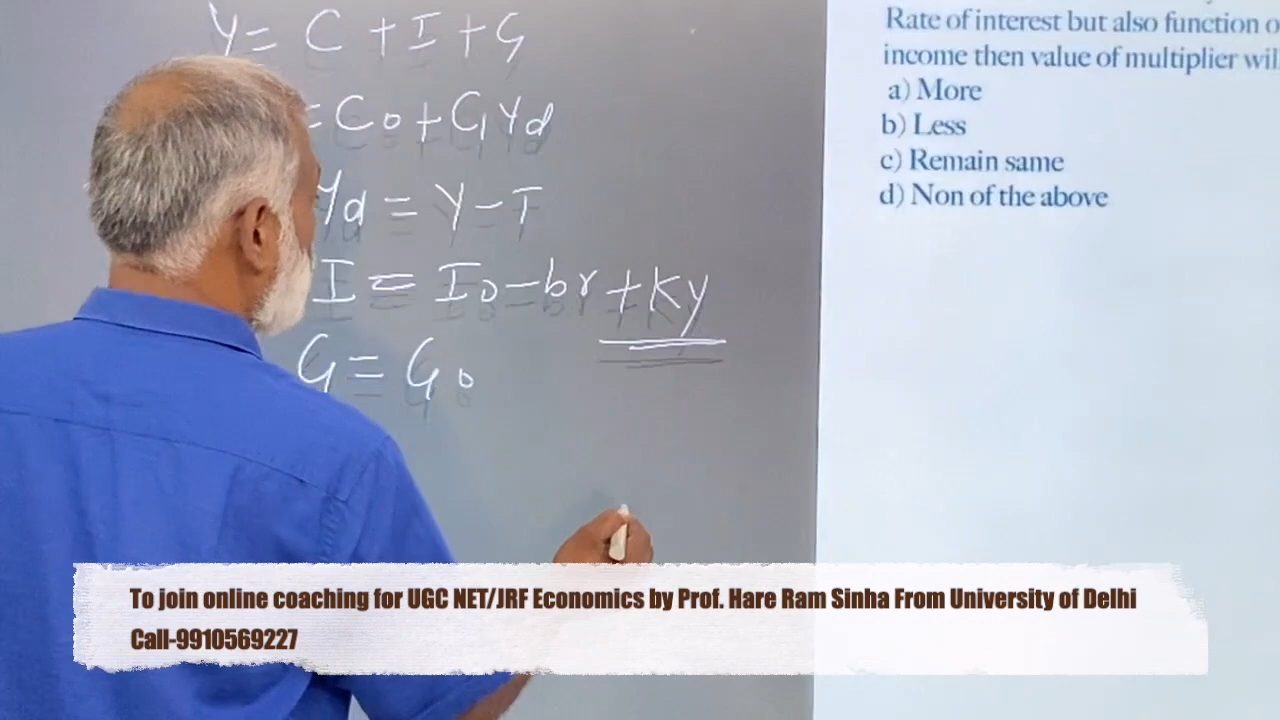 Y = C + I + G
= C0 + C1 Yd
Yd = Y - T
I = I0 - br + Ky
G = G0
Rate of interest but also function
income then value of multiplier
a) More
b) Less
c) Remain same
d) Non of the above
To join online coaching for UGC NET/JRF Economics by Prof. Hare Ram Sinha From University of Delhi
Call-9910569227